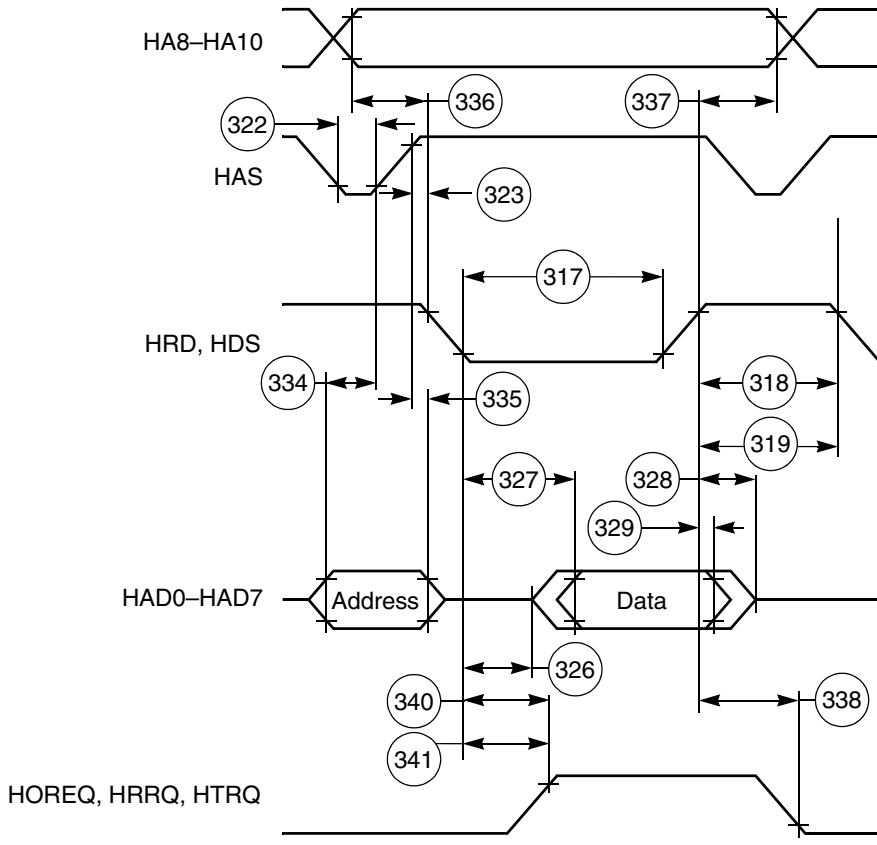 HA8–HA10
336
337
322
HAS
323
317
HRD, HDS
334
335
318
319
327
328
329
HAD0–HAD7
Address
Data
326
340
338
341
HOREQ, HRRQ, HTRQ